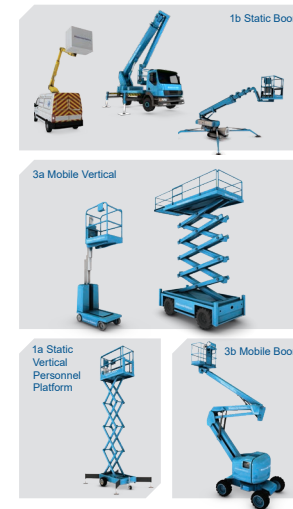 1b Static Boo
3a Mobile Vertical
1a Static
Vertical
Personnel
Platform
3b Mobile Boo